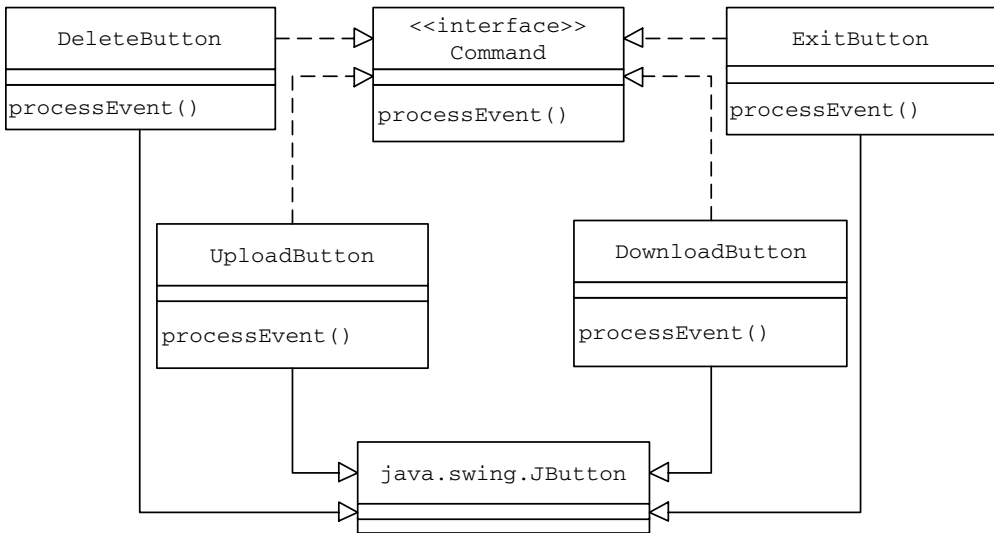 DeleteButton
processEvent()
<<interface>>
Command
processEvent()
ExitButton
processEvent()
UploadButton
processEvent()
DownloadButton
processEvent()
java.swing.JButton